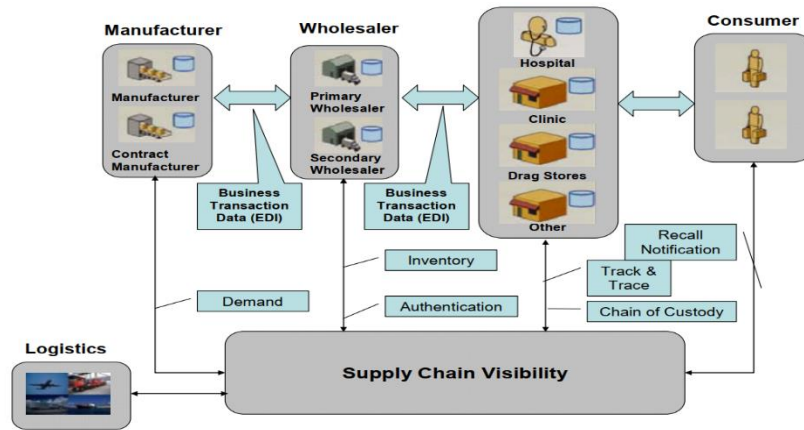 Manufacturer
Manufacturer
Contract
Manufacturer
Wholesaler
Primary
Wholesaler
Secondary
Wholesaler
Hospital
Clinic
Drag Stores
Other
Consumer
Business
Transaction
Data (EDI)
Business
Transaction
Data (EDI)
Recall
Notification
Inventory
Track &
Trace
Demand
Authentication
Chain of Custody
Logistics
Supply Chain Visibility